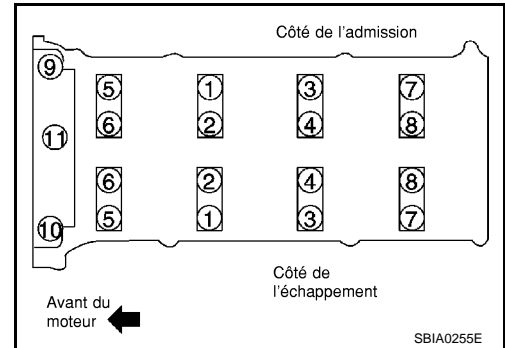 Côté de l'admission
9
5 1 3 7
11
6 2 4 8
6 2 4 8
10
5 1 3 7
Côté de
l'échappement
Avant du
moteur
SBIA0255E